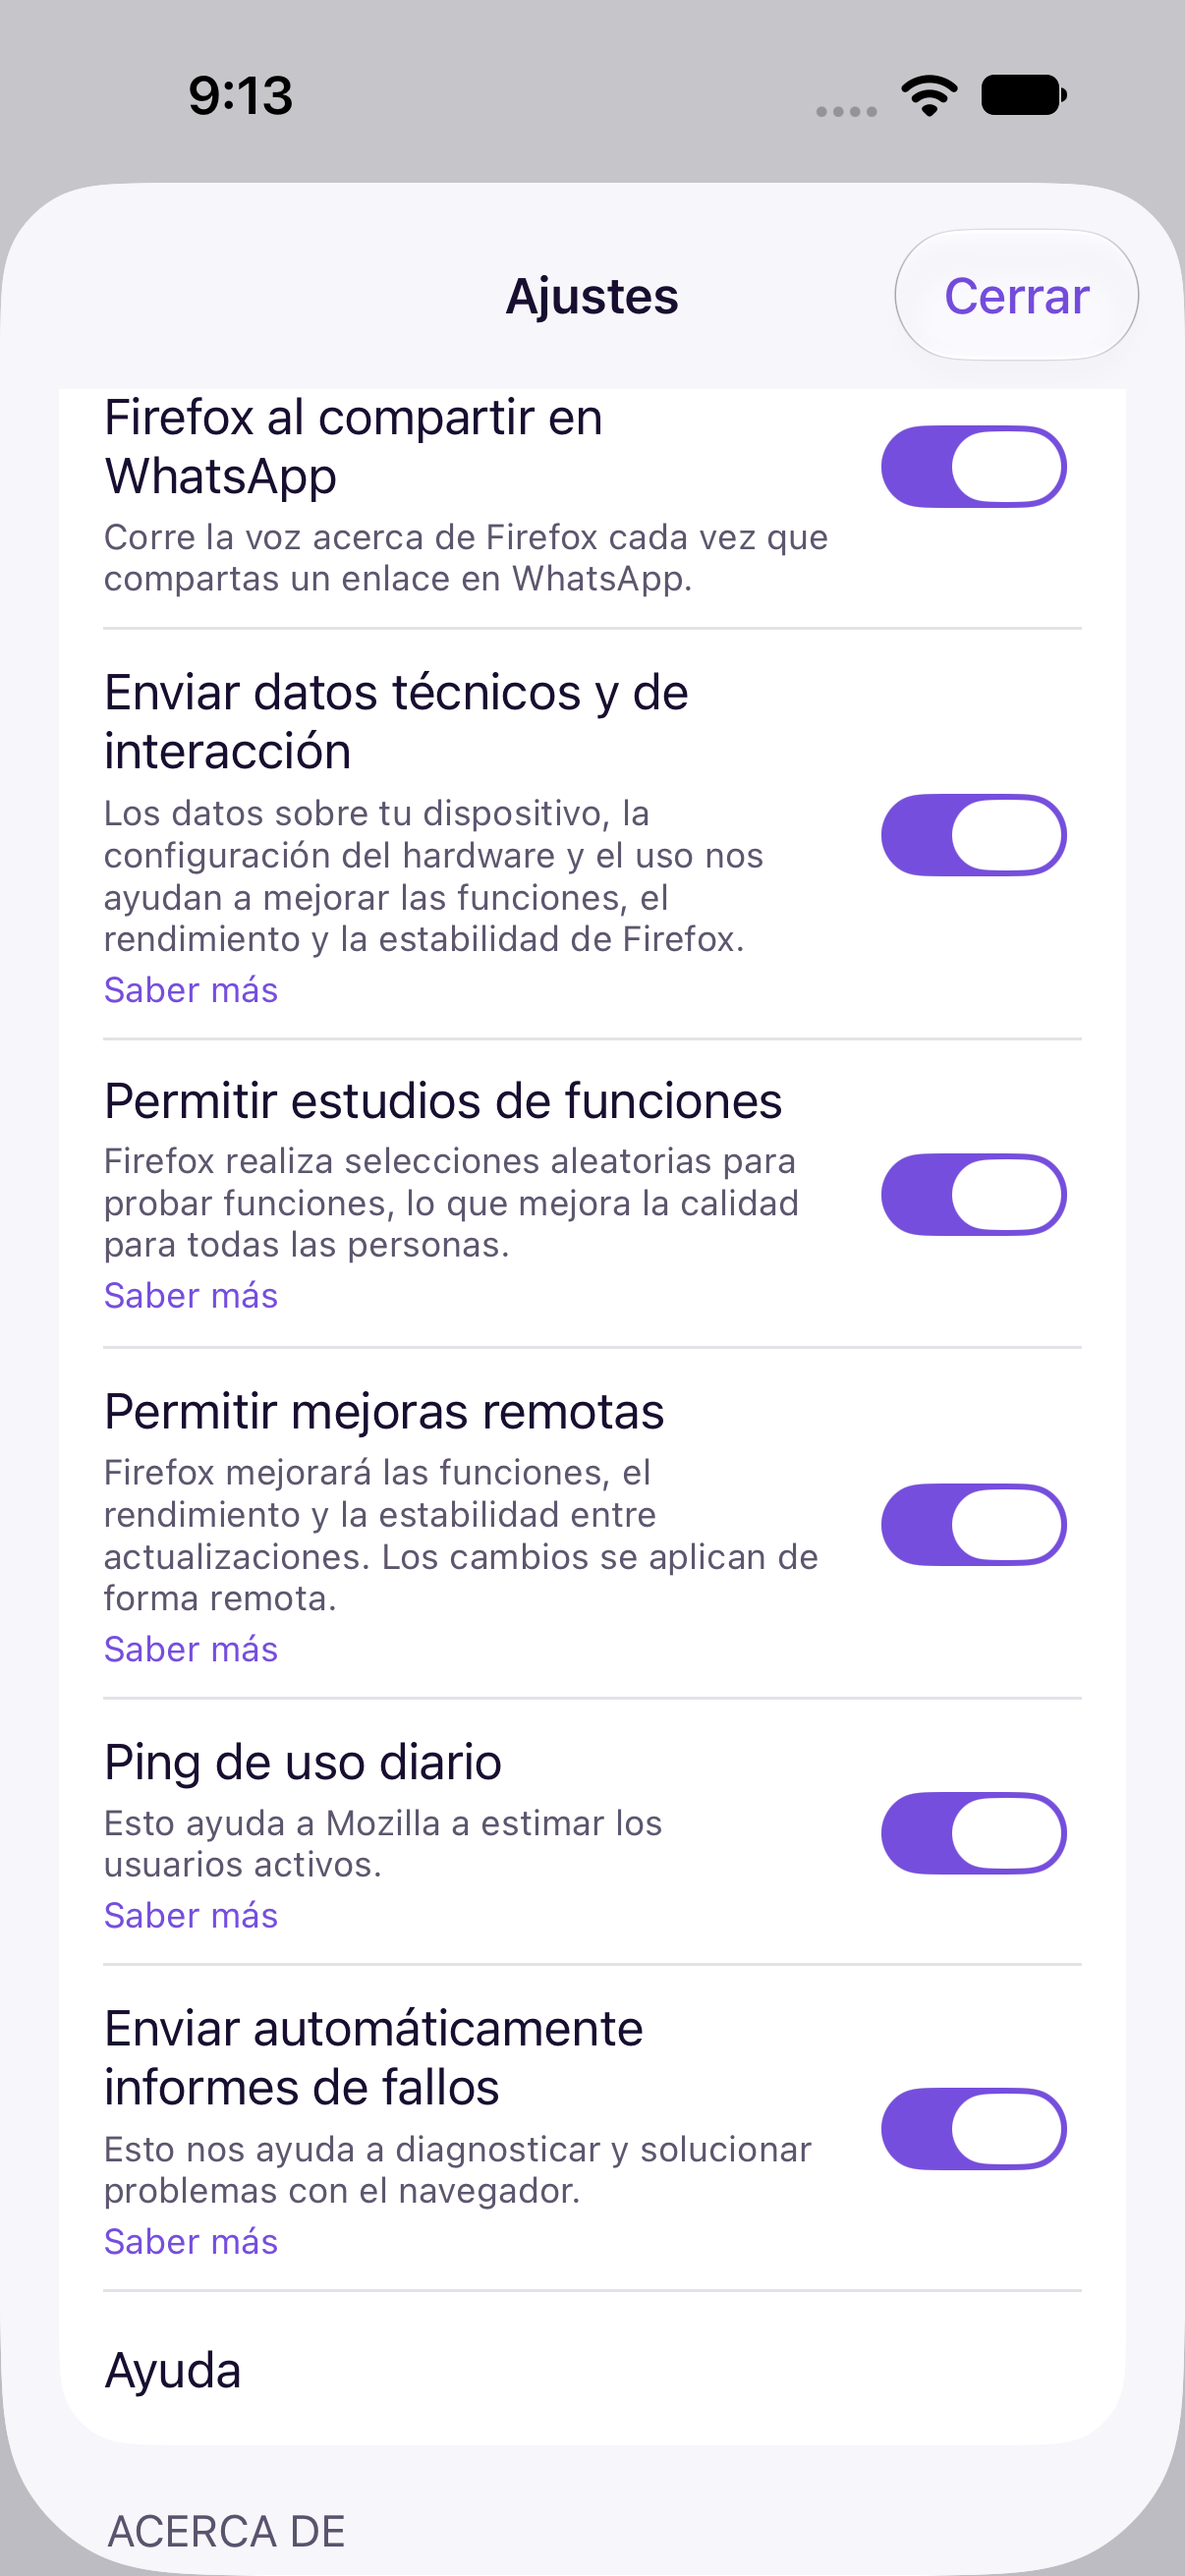 9:13
Ajustes
Cerrar
Firefox al compartir en
WhatsApp
Corre la voz acerca de Firefox cada vez que
compartas un enlace en WhatsApp.
Enviar datos técnicos y de
interacción
Los datos sobre tu dispositivo, la
configuración del hardware y el uso nos
ayudan a mejorar las funciones, el
rendimiento y la estabilidad de Firefox.
Saber más
Permitir estudios de funciones
Firefox realiza selecciones aleatorias para
probar funciones, lo que mejora la calidad
para todas las personas.
Saber más
Permitir mejoras remotas
Firefox mejorará las funciones, el
rendimiento y la estabilidad entre
actualizaciones. Los cambios se aplican de
forma remota.
Saber más
Ping de uso diario
Esto ayuda a Mozilla a estimar los
usuarios activos.
Saber más
Enviar automáticamente
informes de fallos
Esto nos ayuda a diagnosticar y solucionar
problemas con el navegador.
Saber más
Ayuda
ACERCA DE